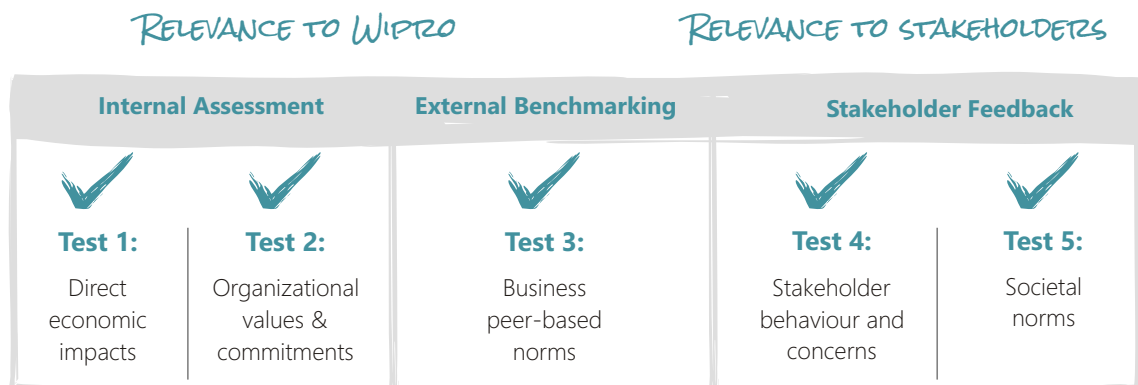 RELEVANCE TO WIPRO
RELEVANCE TO STAKEHOLDERS
Internal Assessment
External Benchmarking
Stakeholder Feedback
Test 1:
Direct
economic
impacts
Test 2:
Organizational
values &
commitments
Test 3:
Business
peer-based
norms
Test 4:
Stakeholder
behaviour and
concerns
Test 5:
Societal
norms